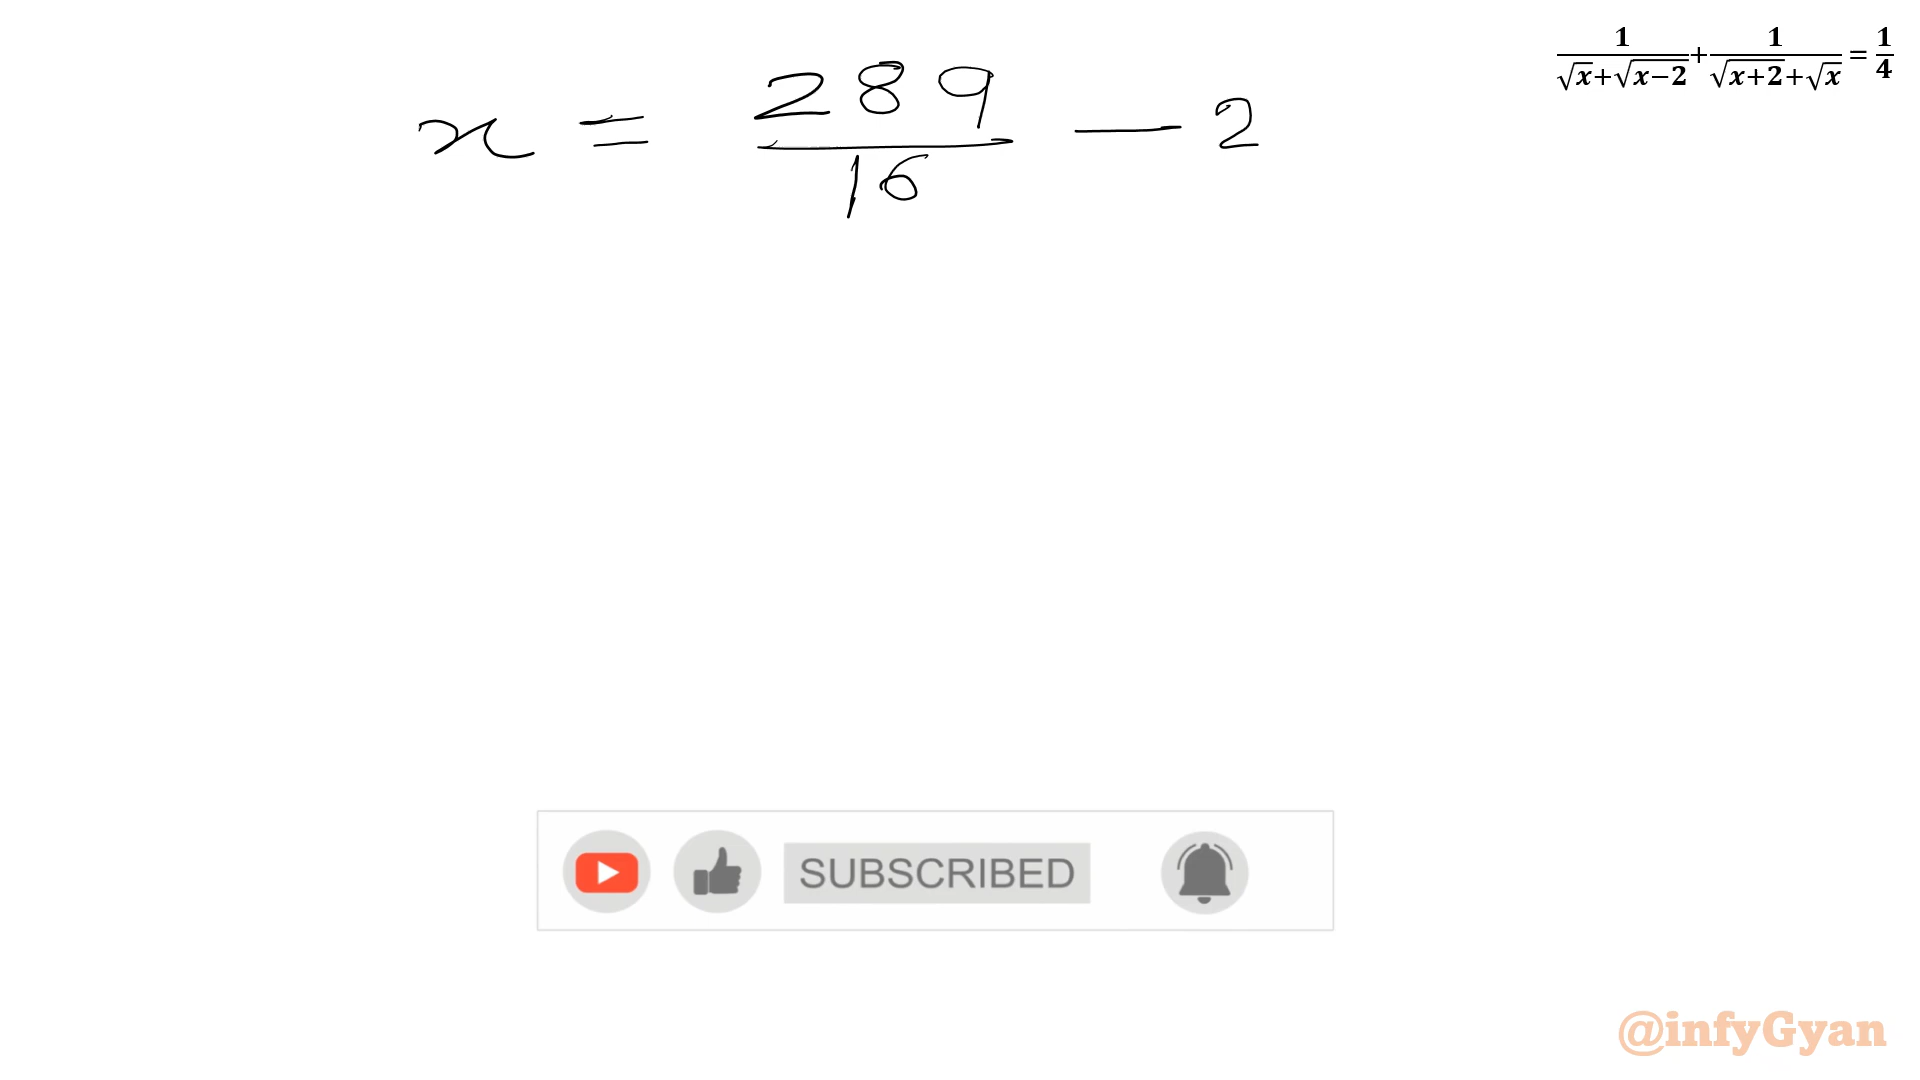 1/(√x+√(x−2)) + 1/(√(x+2)+√x) = 1/4
x = 289/16 — 2
SUBSCRIBED
@infyGyan